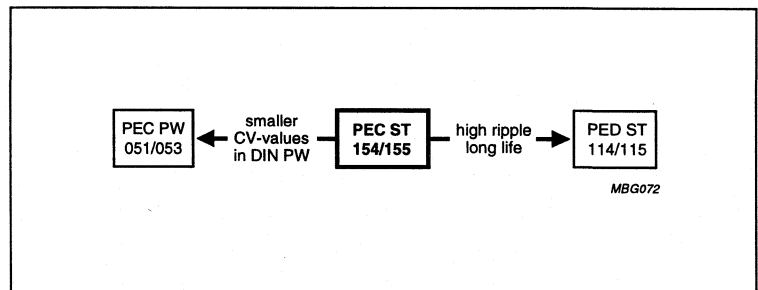 PEC PW
051/053
smaller
CV-values
in DIN PW
PEC ST
154/155
high ripple
long life
PED ST
114/115
MBG072